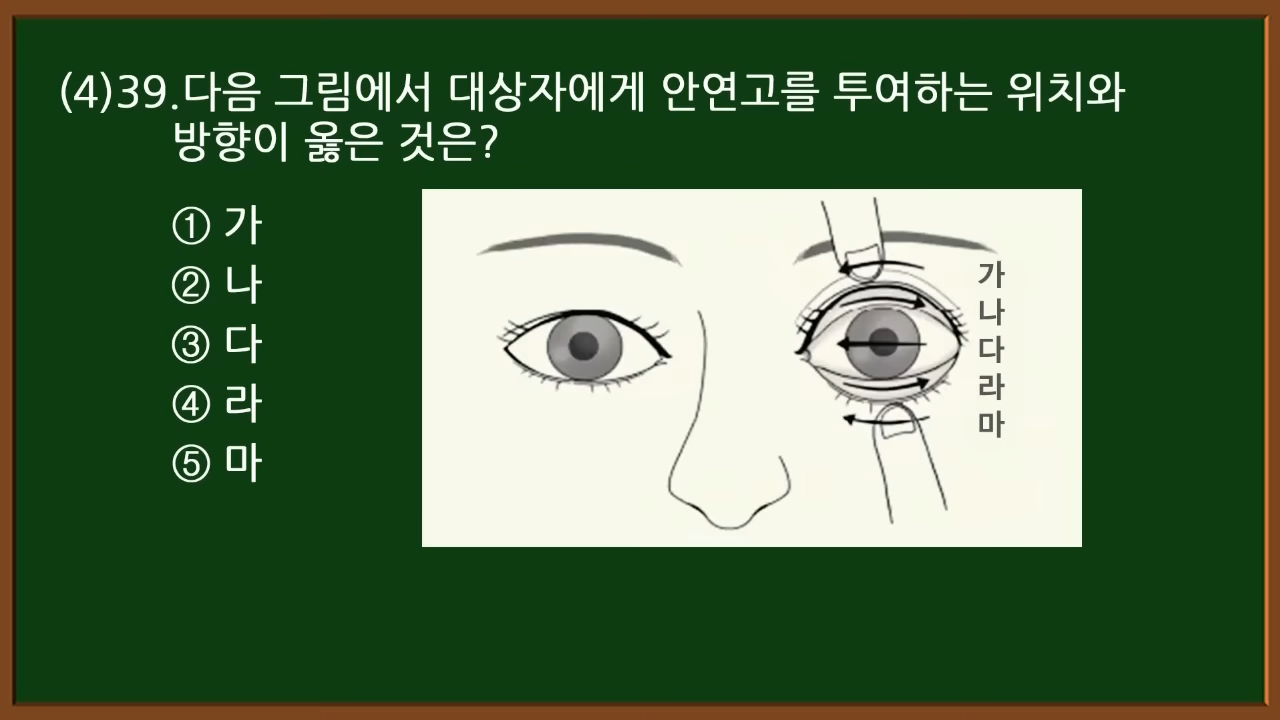 (4)39.다음 그림에서 대상자에게 안연고를 투여하는 위치와
방향이 옳은 것은?
① 가
② 나
③ 다
④ 라
⑤ 마
가
나
다
라
마